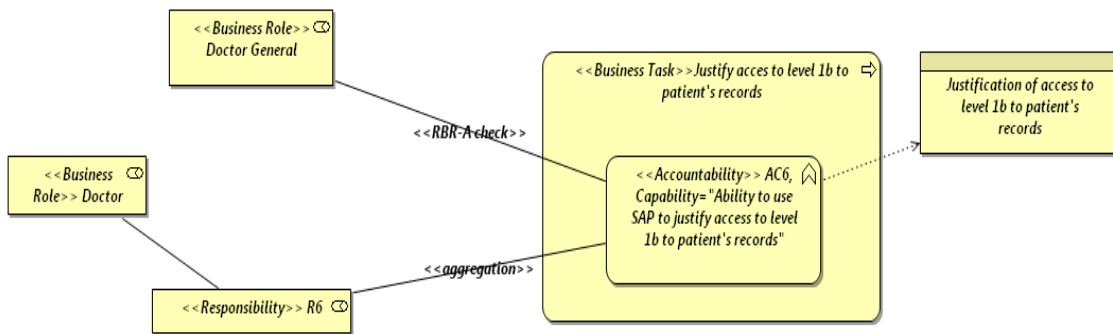 <<Business Role>>
Doctor General
<<Business Task>>Justify acces to level 1b to
patient's records
Justification of access to
level 1b to patient's
records
<<RBR-A check>>
<<Business
Role>> Doctor
<<Accountability>> AC6,
Capability="Ability to use
SAP to justify access to level
1b to patient's records"
<<aggregation>>
<<Responsibility>> R6